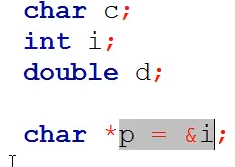 char c;
int i;
double d;
char *p = &i;